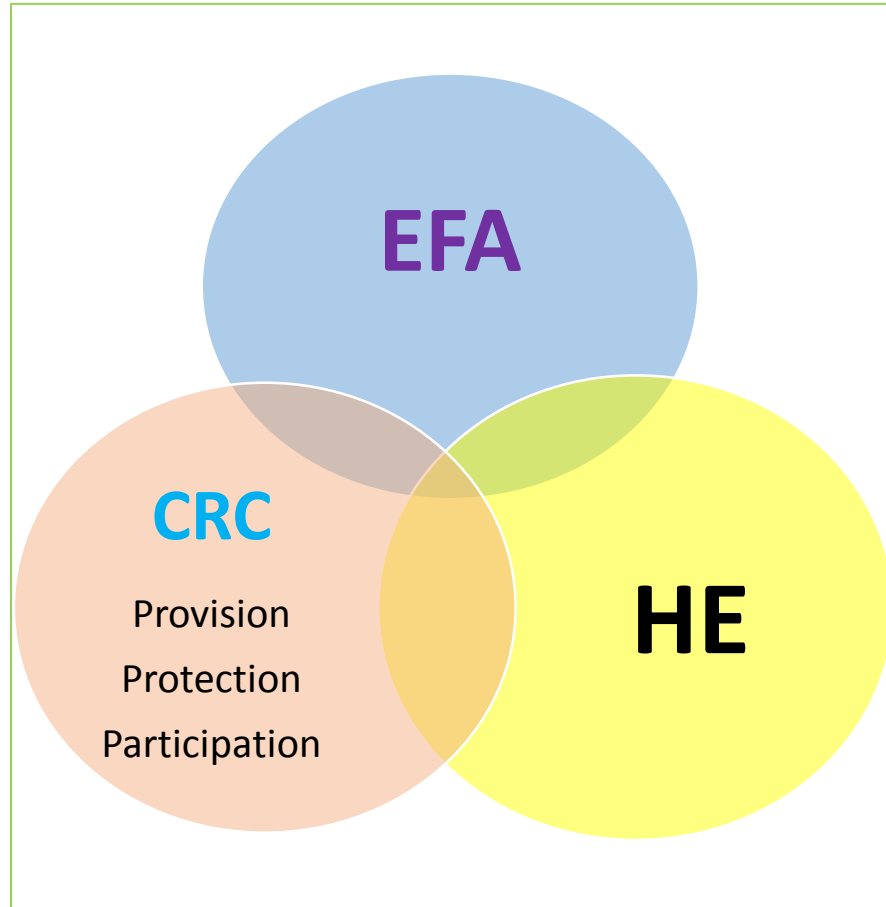 EFA
CRC
Provision
Protection
Participation
HE